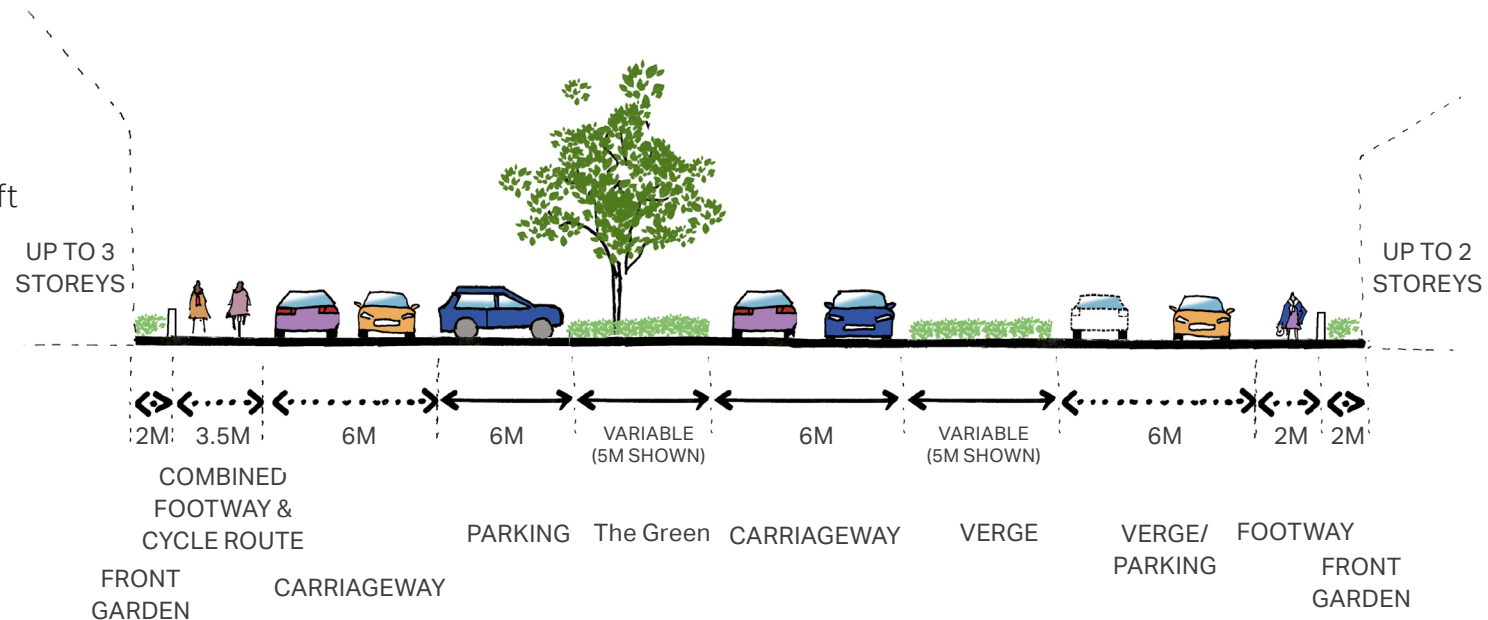 ft
UP TO 3
STOREYS
UP TO 2
STOREYS
2M
3.5M
6M
6M
VARIABLE
(5M SHOWN)
6M
VARIABLE
(5M SHOWN)
6M
2M
2M
COMBINED
FOOTWAY &
CYCLE ROUTE
PARKING
The Green
CARRIAGEWAY
VERGE
VERGE/
PARKING
FOOTWAY
FRONT
GARDEN
CARRIAGEWAY
FRONT
GARDEN